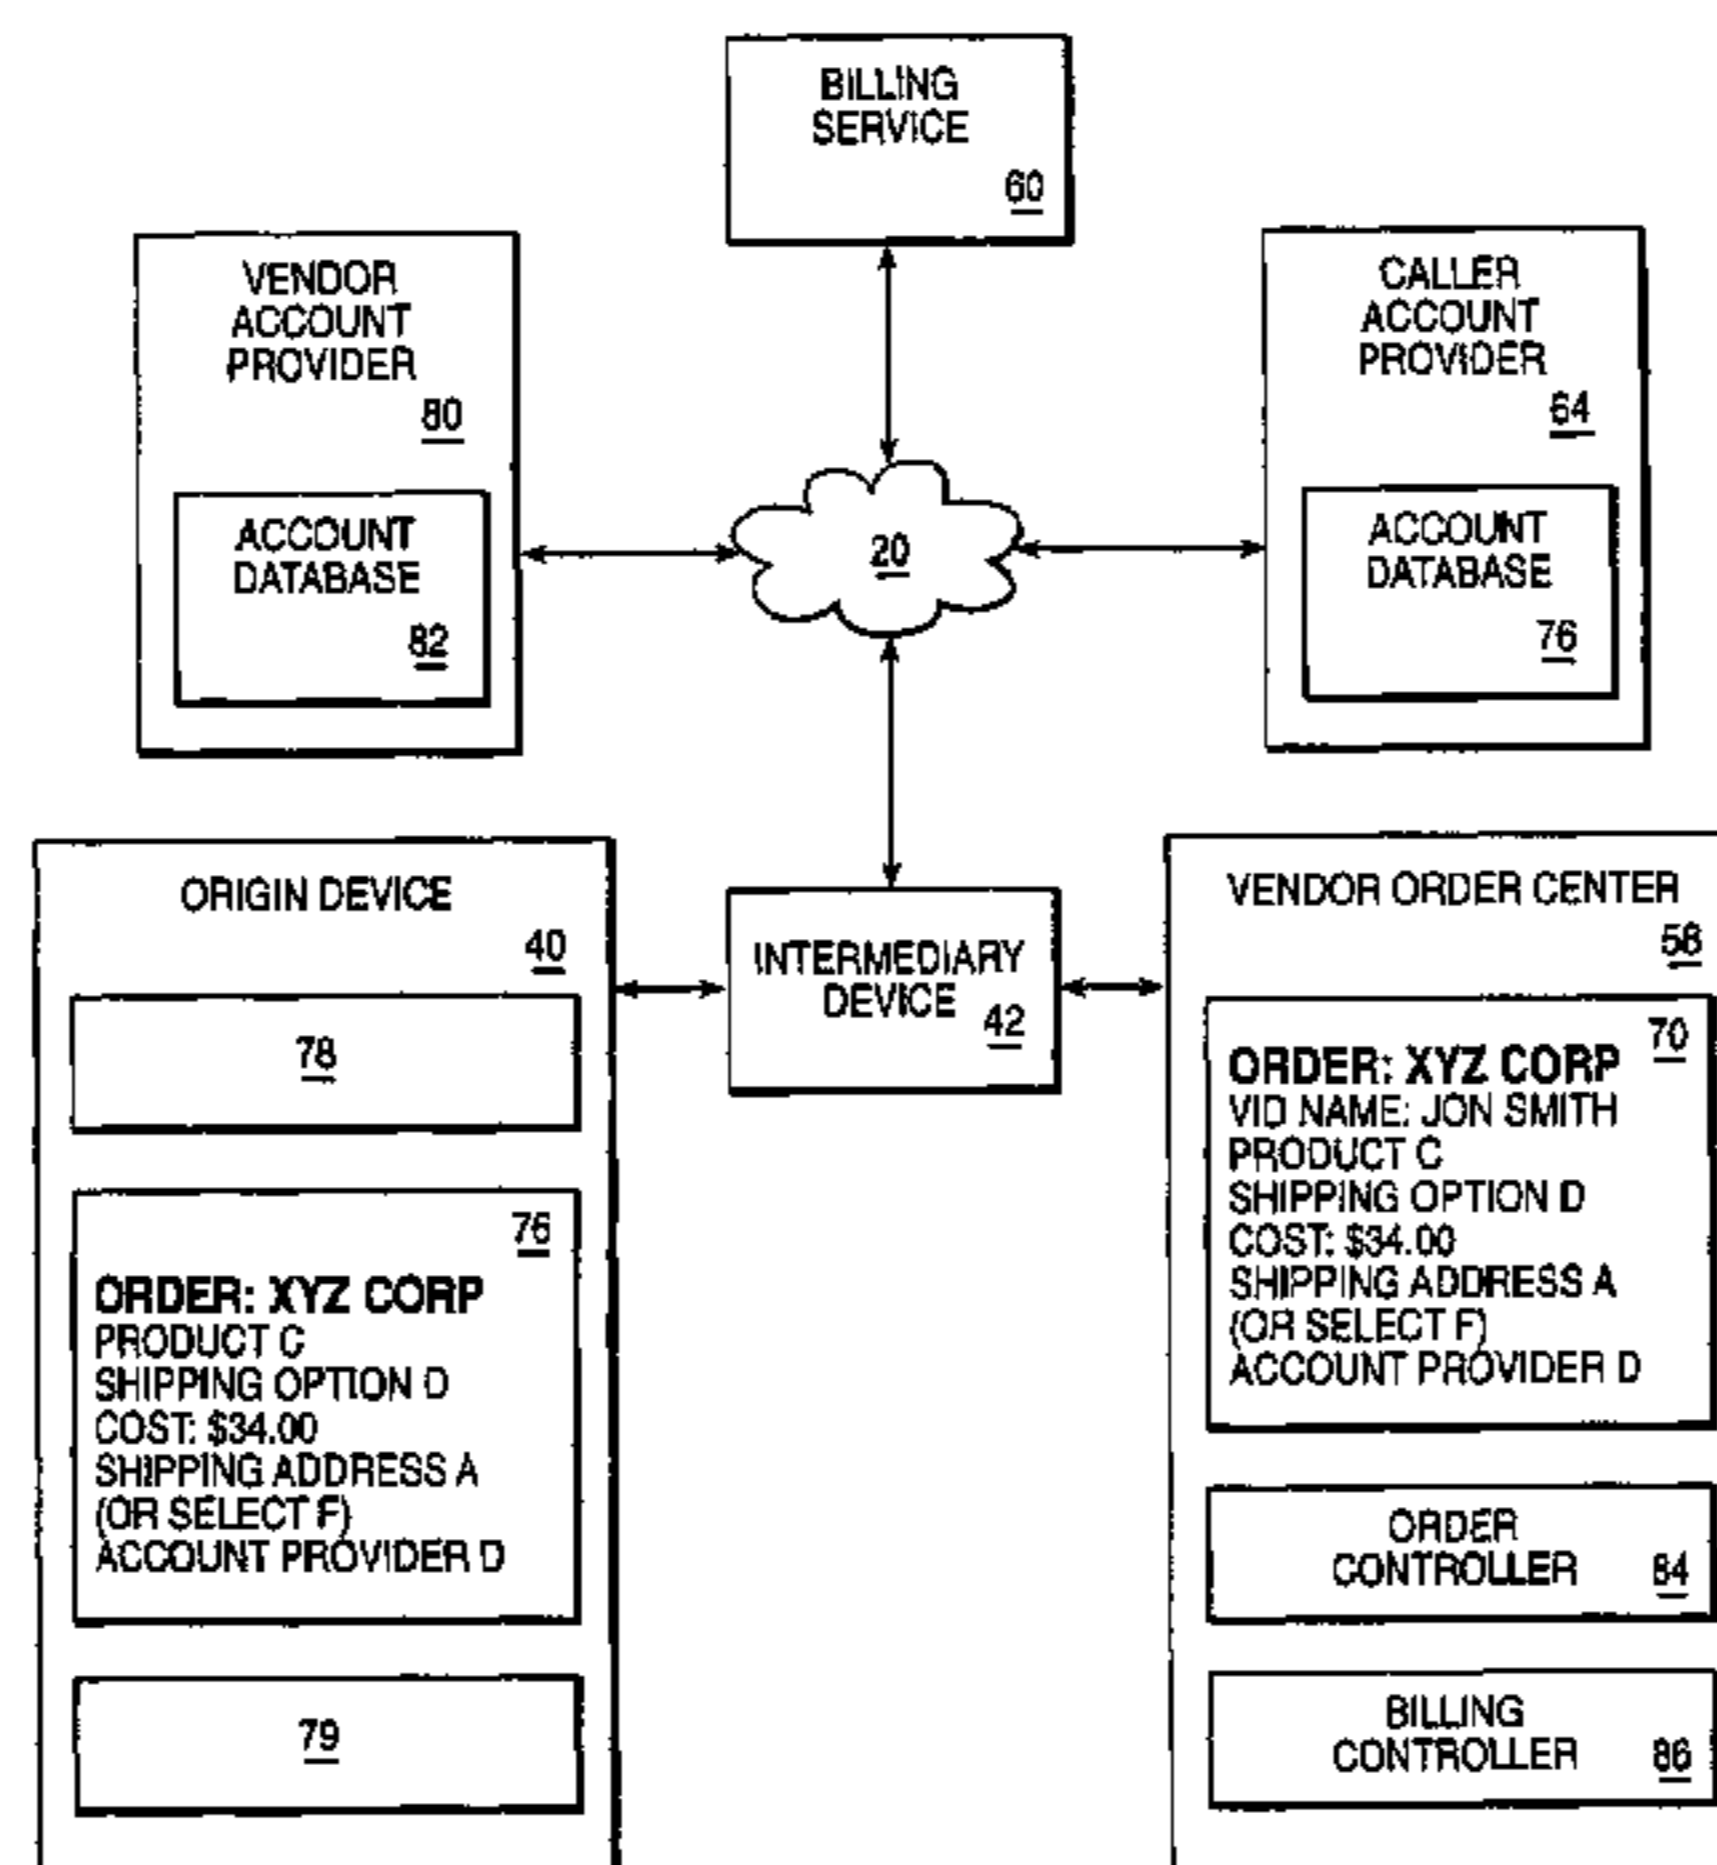 BILLING
SERVICE
60
VENDOR
ACCOUNT
PROVIDER
80
ACCOUNT
DATABASE
82
CALLER
ACCOUNT
PROVIDER
64
ACCOUNT
DATABASE
76
20
ORIGIN DEVICE
40
78
76
ORDER: XYZ CORP
PRODUCT C
SHIPPING OPTION D
COST: $34.00
SHIPPING ADDRESS A
(OR SELECT F)
ACCOUNT PROVIDER D
79
INTERMEDIARY
DEVICE 42
VENDOR ORDER CENTER
58
70
ORDER: XYZ CORP
VID NAME: JON SMITH
PRODUCT C
SHIPPING OPTION D
COST: $34.00
SHIPPING ADDRESS A
(OR SELECT F)
ACCOUNT PROVIDER D
ORDER
CONTROLLER 84
BILLING
CONTROLLER 86